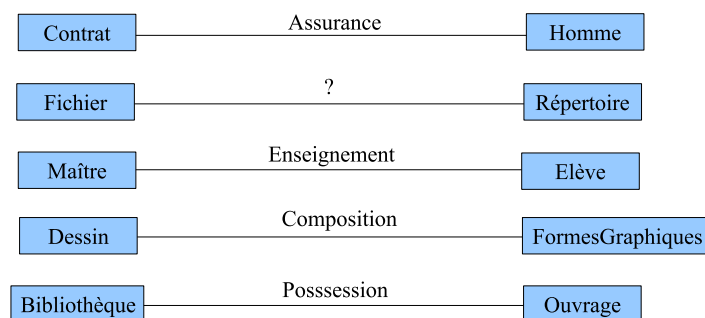 Contrat Assurance Homme
Fichier ? Répertoire
Maître Enseignement Elève
Dessin Composition FormesGraphiques
Bibliothèque Posssession Ouvrage